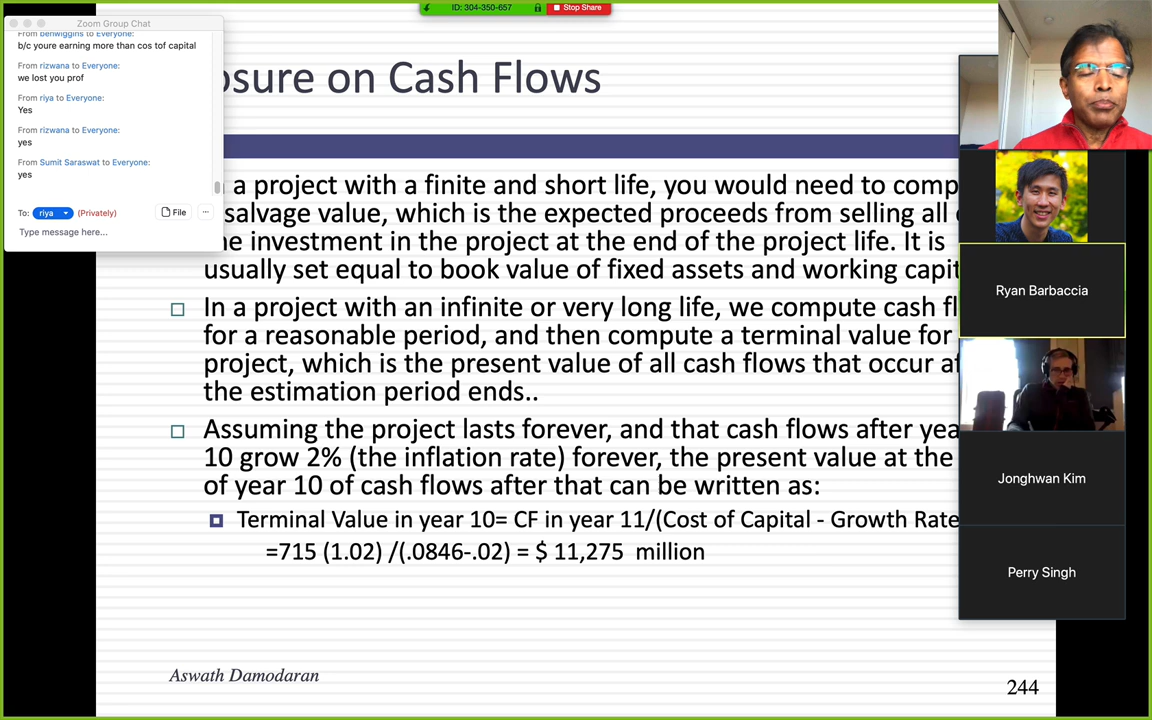 ID: 304-350-657
Stop Share
Zoom Group Chat
From benwiggins to Everyone:
b/c youre earning more than cos tof capital
From rizwana to Everyone:
we lost you prof
From riya to Everyone:
Yes
From rizwana to Everyone:
yes
From Sumit Saraswat to Everyone:
yes
To: riya (Privately)
File
...
Type message here...
osure on Cash Flows
a project with a finite and short life, you would need to comp
salvage value, which is the expected proceeds from selling all
he investment in the project at the end of the project life. It is
usually set equal to book value of fixed assets and working capit
In a project with an infinite or very long life, we compute cash fl
for a reasonable period, and then compute a terminal value for
project, which is the present value of all cash flows that occur af
the estimation period ends..
Assuming the project lasts forever, and that cash flows after yea
10 grow 2% (the inflation rate) forever, the present value at the
of year 10 of cash flows after that can be written as:
Terminal Value in year 10= CF in year 11/(Cost of Capital - Growth Rate
=715 (1.02) /(.0846-.02) = $ 11,275 million
Aswath Damodaran
244
Ryan Barbaccia
Jonghwan Kim
Perry Singh